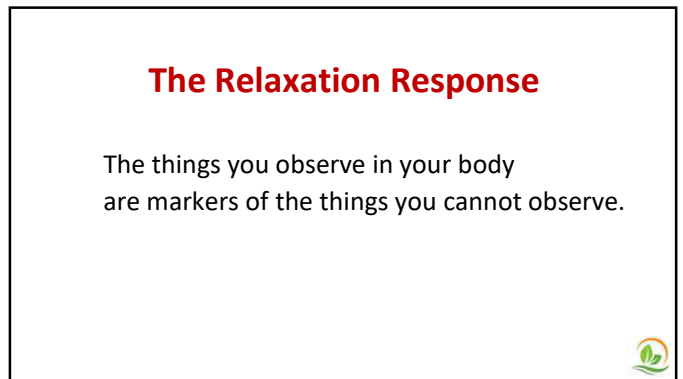 The Relaxation Response
The things you observe in your body
are markers of the things you cannot observe.